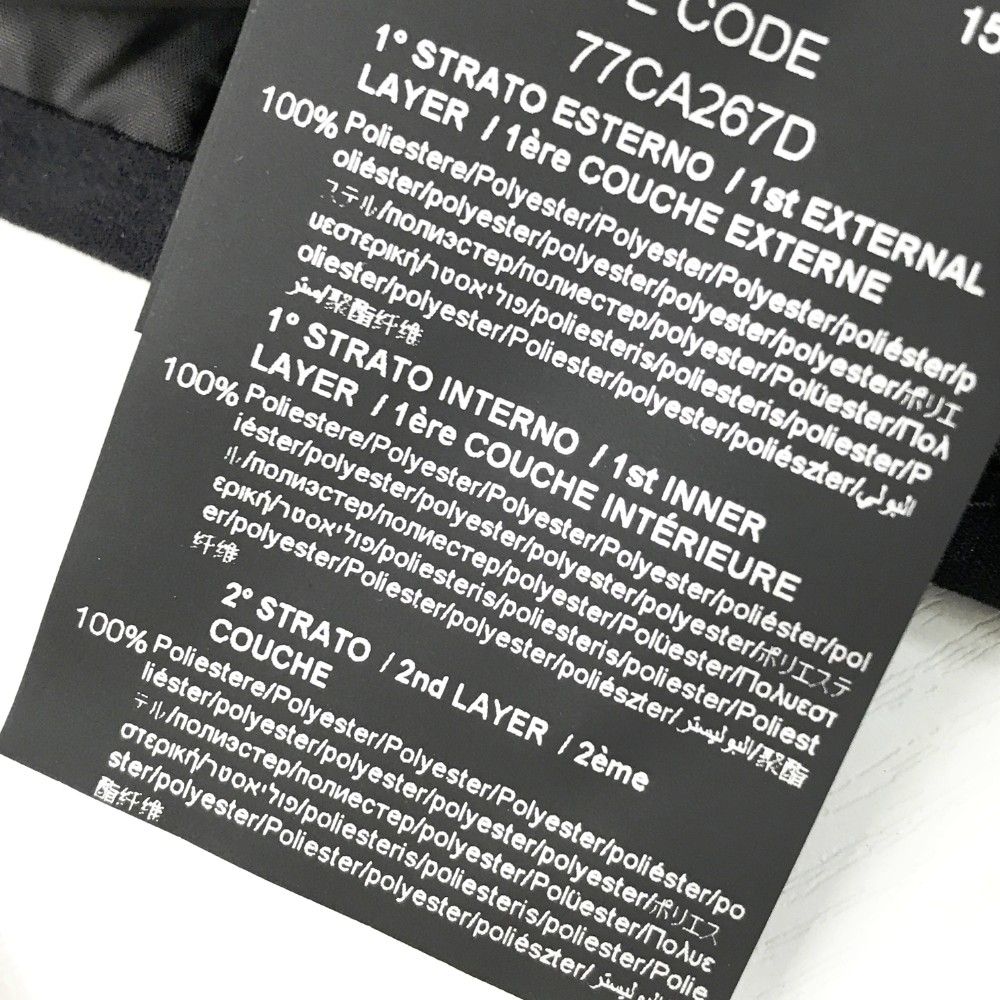 CODE
15
77CA267D
1° STRATO ESTERNO / 1st EXTERNAL
LAYER / 1ère COUCHE EXTERNE
100% Poliestere/Polyester/Polyester/Polyester/poliéster/p
oliéster/polyester/polyester/polyester/polyester/ポリエ
ステル/полиэстер/полиестер/polyester/Polüester/Πολ
υεστερική/פוליאסטר/poliesteris/poliesteris/poliester/P
oliester/polyester/Poliester/polyester/poliészter/البولي
ستر/聚酯纤维
1° STRATO INTERNO / 1st INNER
LAYER / 1ère COUCHE INTÉRIEURE
100% Poliestere/Polyester/Polyester/Polyester/poliéster/pol
iéster/polyester/polyester/polyester/polyester/ポリエステ
ル/полиэстер/полиестер/polyester/Polüester/Πολυεστ
ερική/פוליאסטר/poliesteris/poliesteris/poliester/Poliest
er/polyester/Poliester/polyester/poliészter/البوليستر/聚酯
纤维
2° STRATO / 2nd LAYER / 2ème
COUCHE
100% Poliestere/Polyester/Polyester/Polyester/poliéster/po
liéster/polyester/polyester/polyester/polyester/ポリエス
テル/полиэстер/полиестер/polyester/Polüester/Πολυε
στερική/פוליאסטר/poliesteris/poliesteris/poliester/Polie
ster/polyester/Poliester/polyester/poliészter/البوليستر/
酯纤维